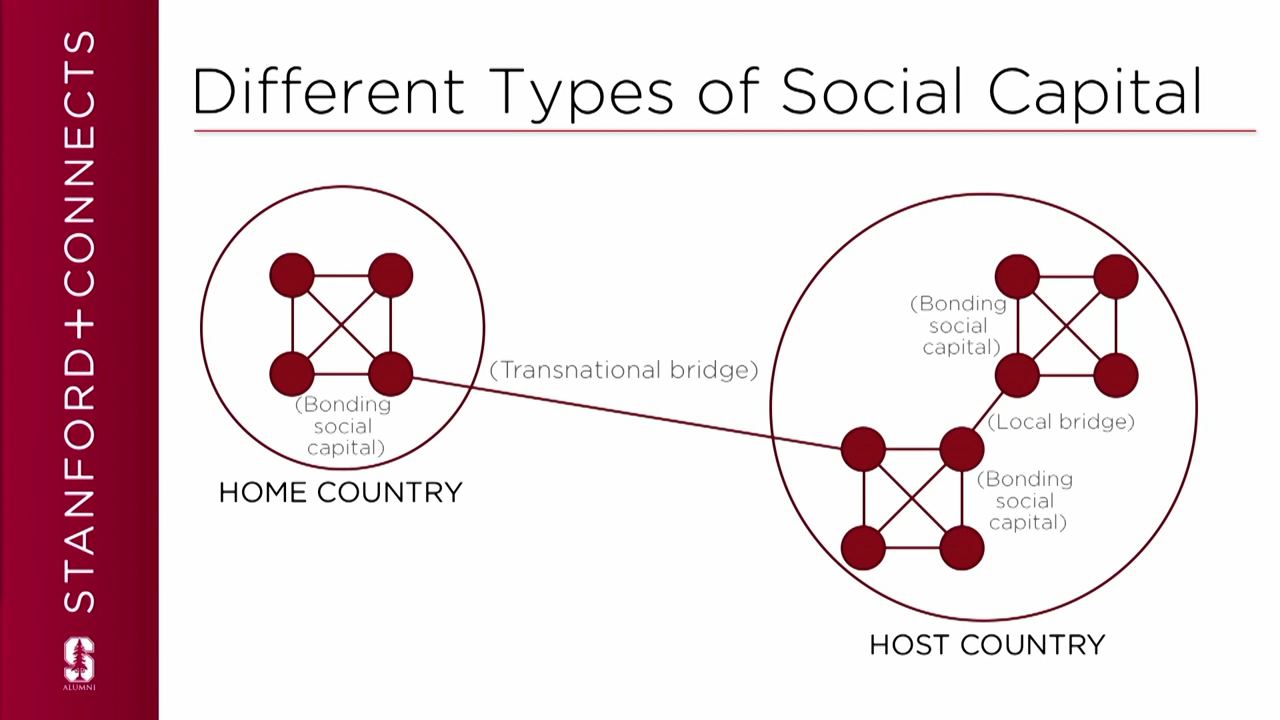 STANFORD+CONNECTS
S
ALUMNI
Different Types of Social Capital
(Bonding
social
capital)
HOME COUNTRY
(Transnational bridge)
(Bonding
social
capital)
(Local bridge)
(Bonding
social
capital)
HOST COUNTRY